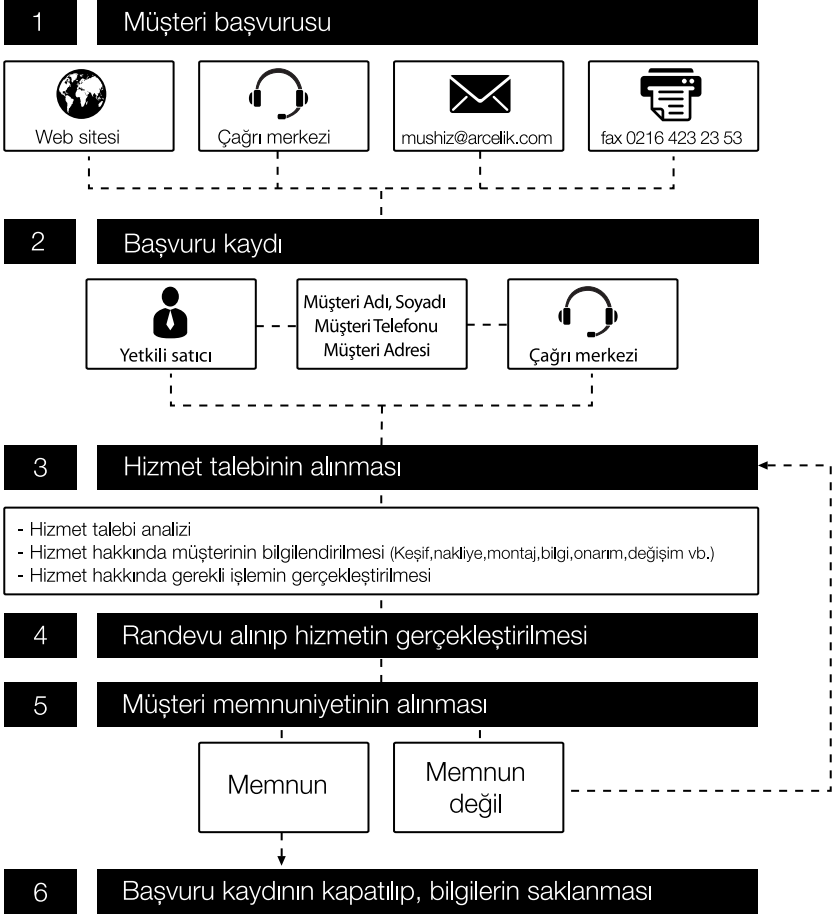 1 Müşteri başvurusu
Web sitesi
Çağrı merkezi
mushiz@arcelik.com
fax 0216 423 23 53
2 Başvuru kaydı
Yetkili satıcı
Müşteri Adı, Soyadı
Müşteri Telefonu
Müşteri Adresi
Çağrı merkezi
3 Hizmet talebinin alınması
- Hizmet talebi analizi
- Hizmet hakkında müşterinin bilgilendirilmesi (Keşif,nakliye,montaj,bilgi,onarım,değişim vb.)
- Hizmet hakkında gerekli işlemin gerçekleştirilmesi
4 Randevu alınıp hizmetin gerçekleştirilmesi
5 Müşteri memnuniyetinin alınması
Memnun
Memnun
değil
6 Başvuru kaydının kapatılıp, bilgilerin saklanması